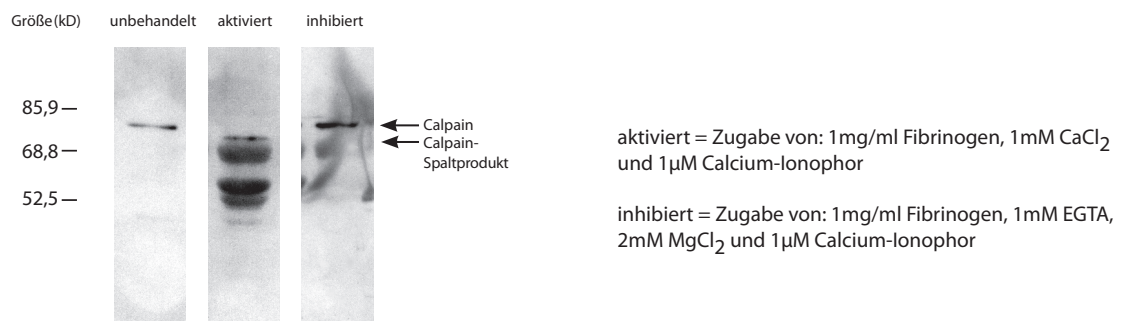 Größe(kD) unbehandelt aktiviert inhibiert
85,9
68,8
52,5
Calpain
Calpain-
Spaltprodukt
aktiviert = Zugabe von: 1mg/ml Fibrinogen, 1mM CaCl2
und 1µM Calcium-Ionophor
inhibiert = Zugabe von: 1mg/ml Fibrinogen, 1mM EGTA,
2mM MgCl2 und 1µM Calcium-Ionophor